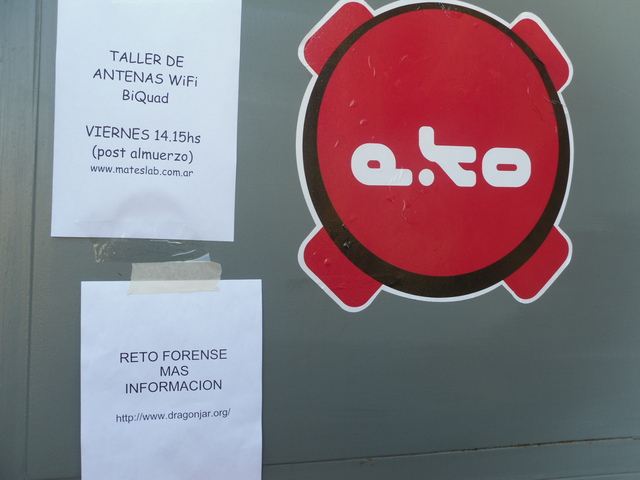 TALLER DE
ANTENAS WiFi
BiQuad
VIERNES 14.15hs
(post almuerzo)
www.mateslab.com.ar
RETO FORENSE
MAS
INFORMACION
http://www.dragonjar.org/